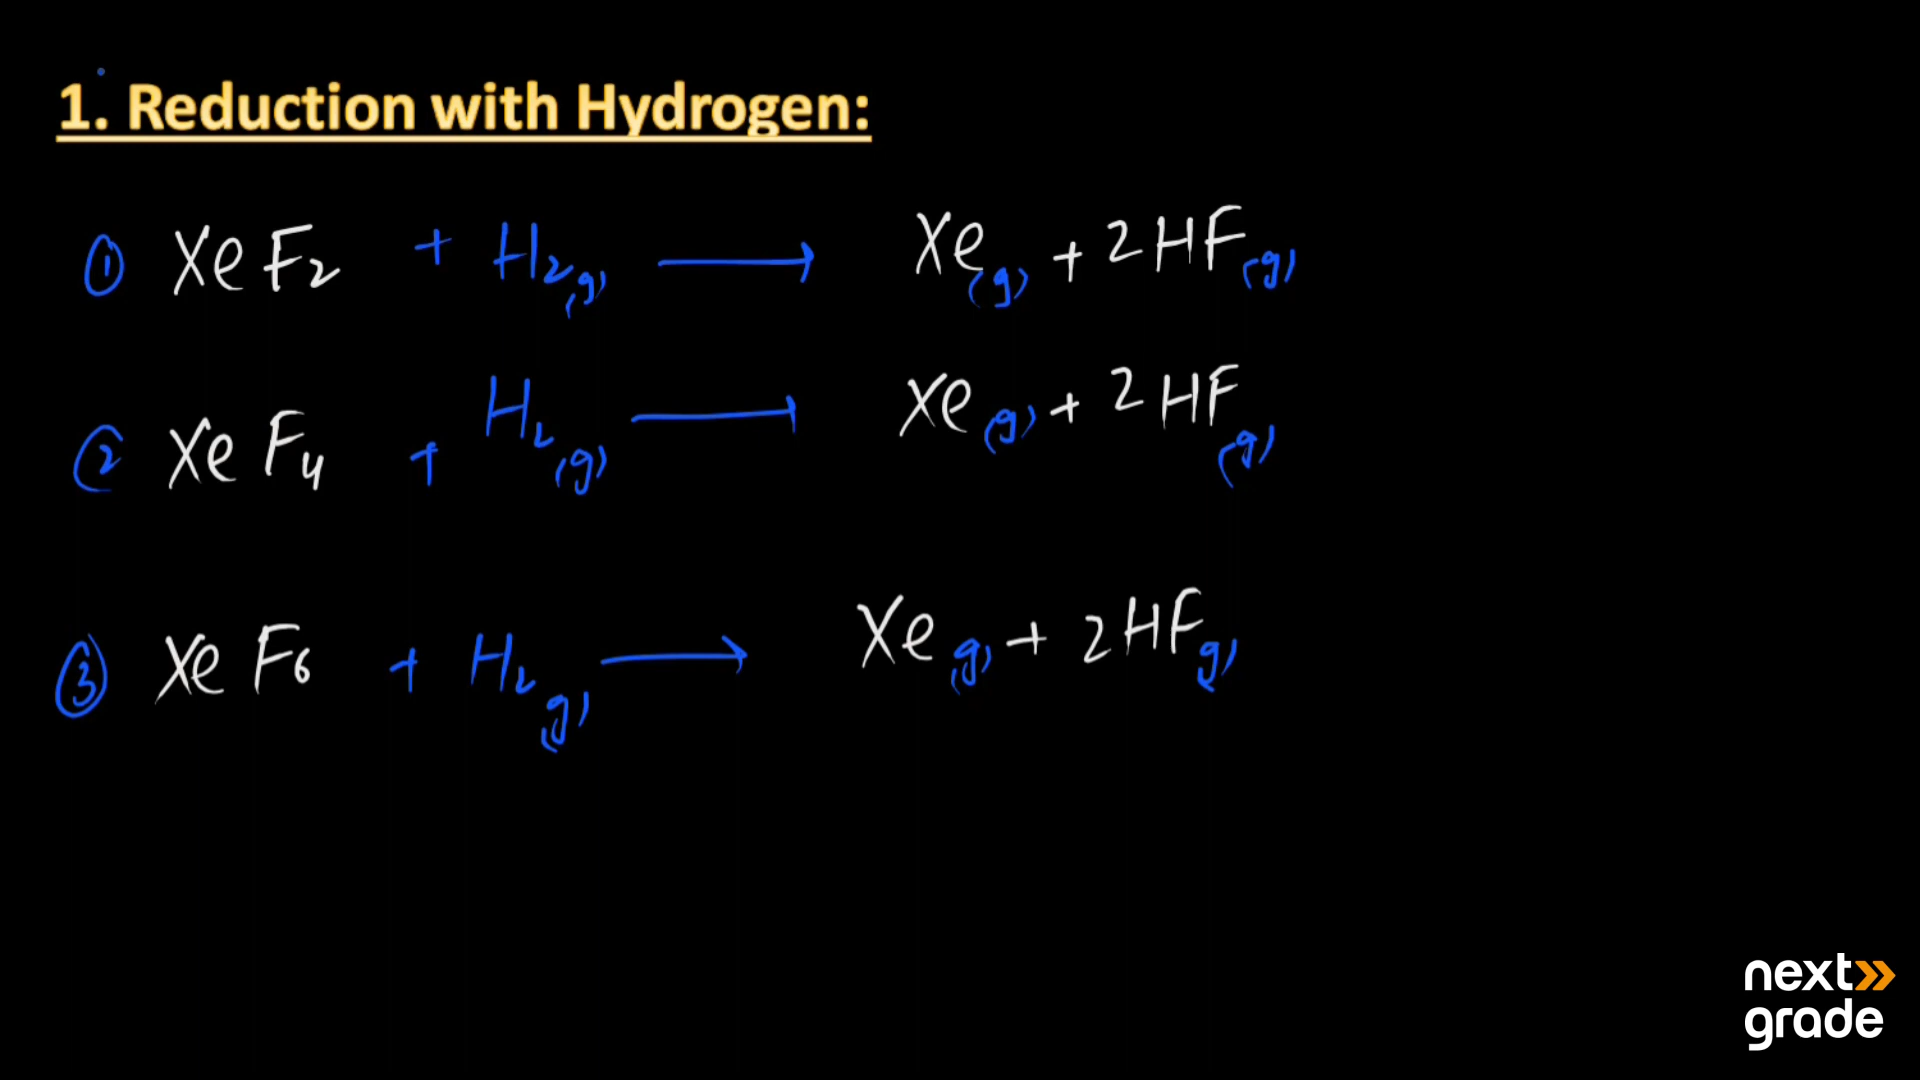 1. Reduction with Hydrogen:
① XeF₂ + H₂(g) ⟶ Xe(g) + 2HF(g)
② XeF₄ + H₂(g) ⟶ Xe(g) + 2HF(g)
③ XeF₆ + H₂(g) ⟶ Xe(g) + 2HF(g)
next
grade